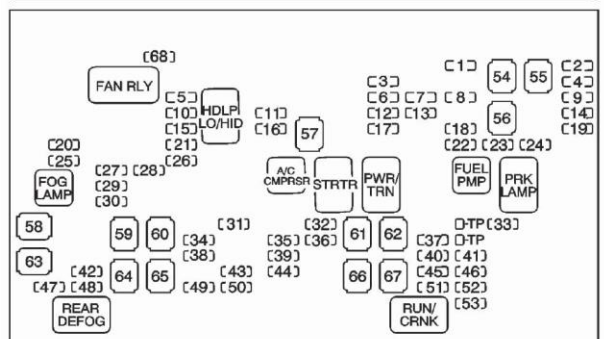 [68]
FAN RLY
[1] 54 55 [2]
[3] [4]
[5] HDLP LO/HID [6] [7] [8] [9]
[10] [11] [12] [13] 56 [14]
[15] [16] 57 [17] [18] [19]
[20] [21] [22] [23] [24]
[25] [26]
[27] [28] A/C CMPRSR STRTR PWR/ TRN FUEL PMP PRK LAMP
FOG LAMP [29]
[30]
58 59 60 [31] [32] 61 62 D-TP [33]
[34] [35] [36] [37] D-TP
63 [38] [39] [40] [41]
[42] 64 65 [43] [44] 66 67 [45] [46]
[47] [48] [49] [50] [51] [52]
REAR DEFOG RUN/ CRNK [53]